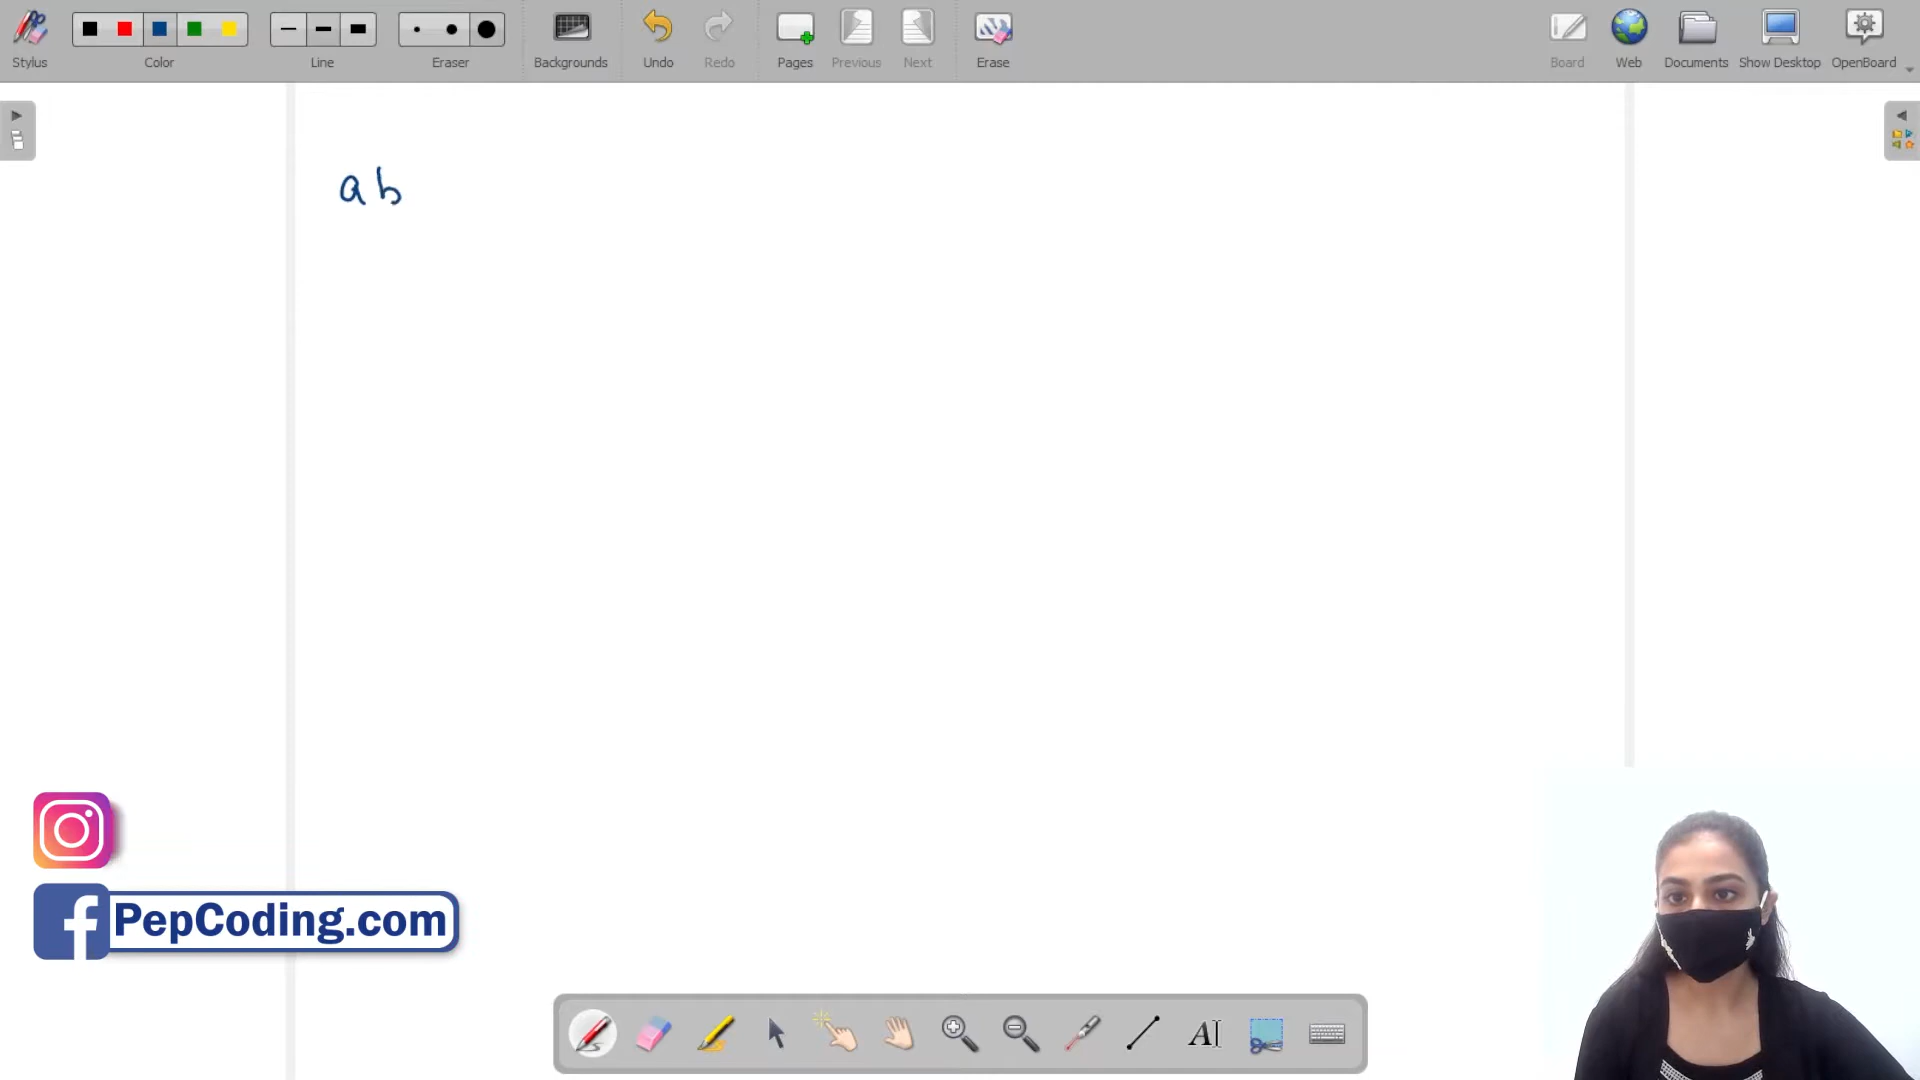 Stylus Color Line Eraser Backgrounds Undo Redo Pages Previous Next Erase Board Web Documents Show Desktop OpenBoard
ab
PepCoding.com